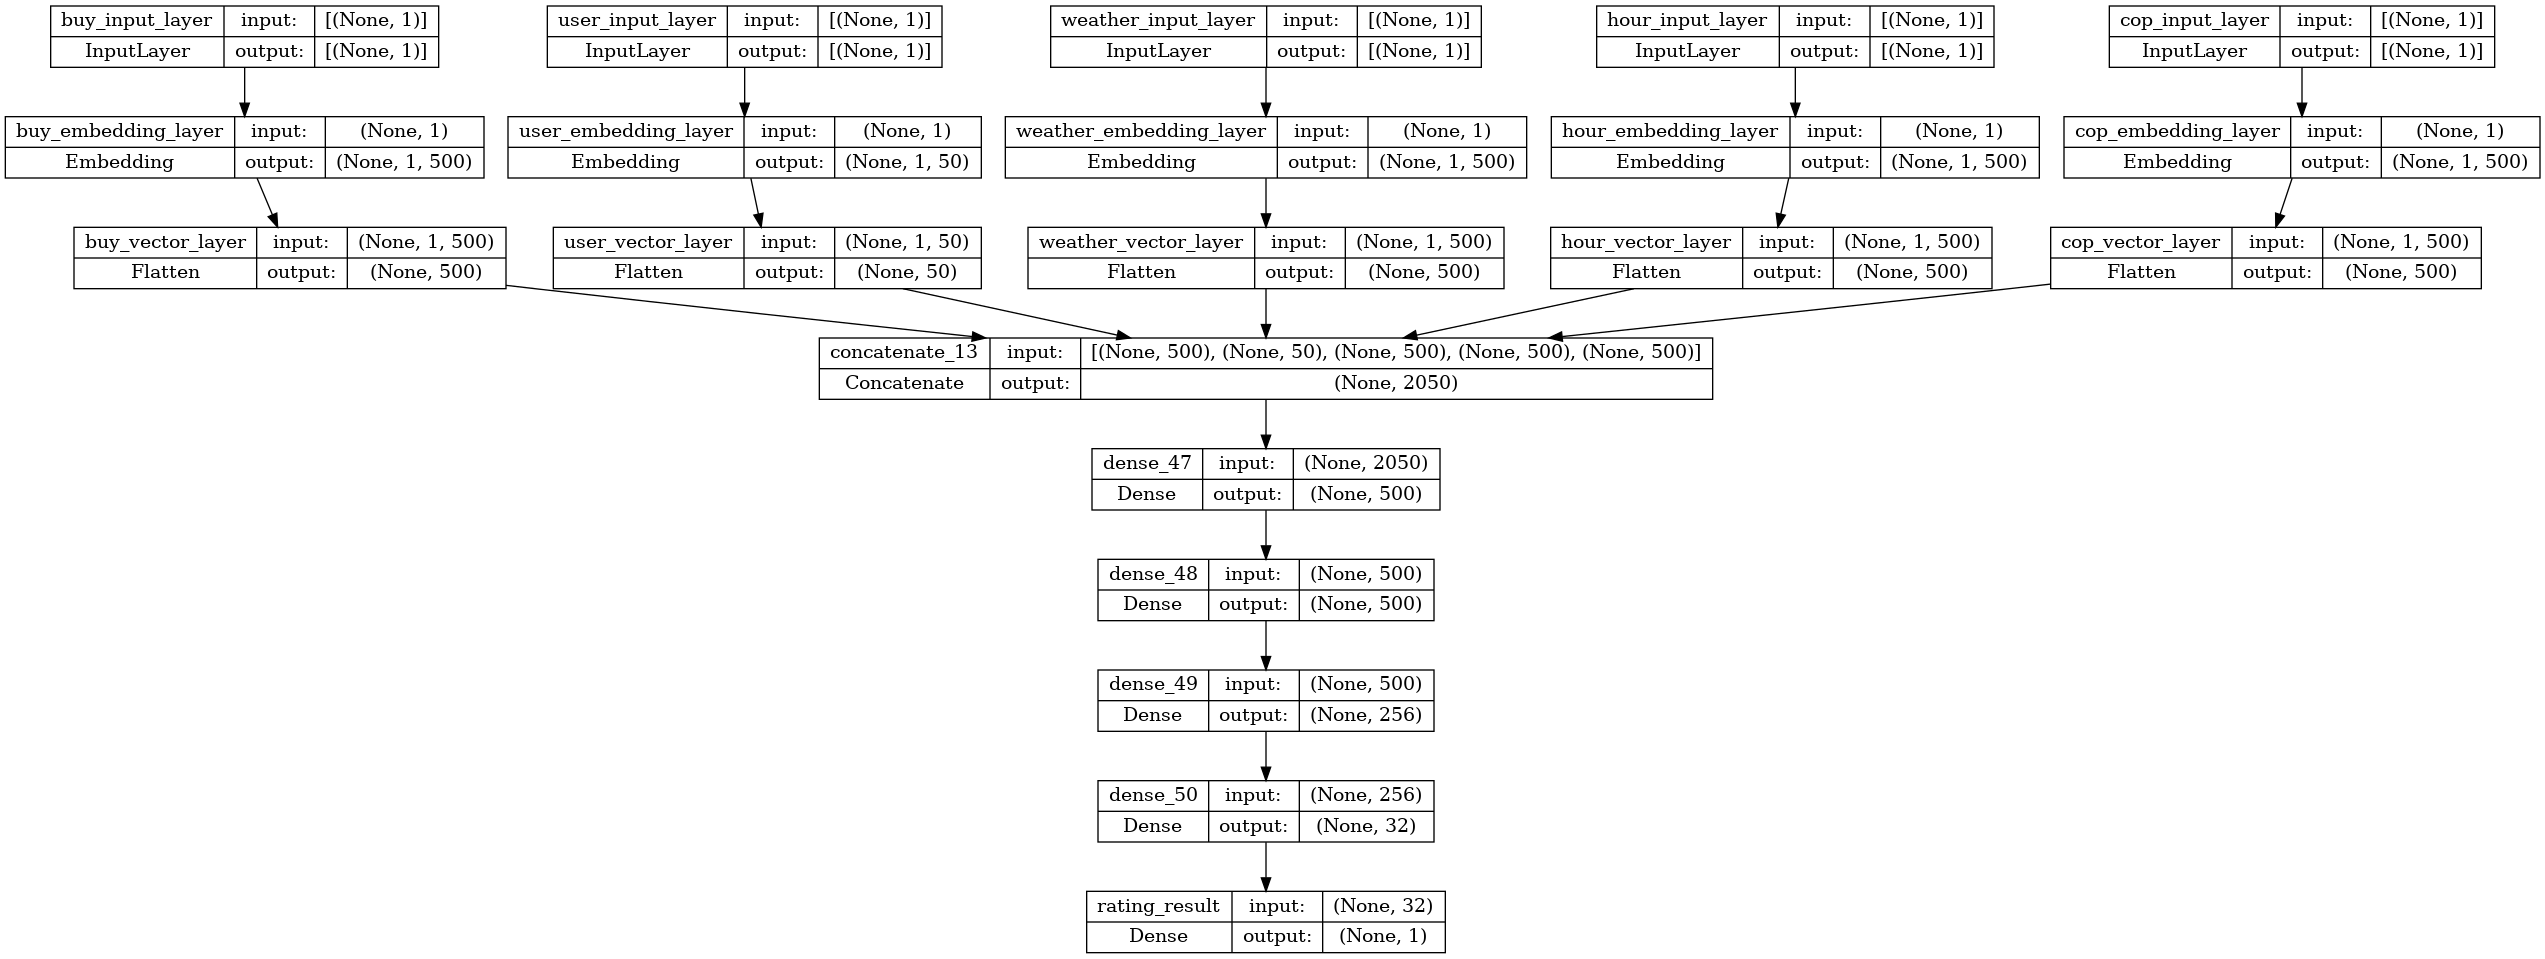 buy_input_layer input: [(None, 1)]
InputLayer output: [(None, 1)]
user_input_layer input: [(None, 1)]
InputLayer output: [(None, 1)]
weather_input_layer input: [(None, 1)]
InputLayer output: [(None, 1)]
hour_input_layer input: [(None, 1)]
InputLayer output: [(None, 1)]
cop_input_layer input: [(None, 1)]
InputLayer output: [(None, 1)]
buy_embedding_layer input: (None, 1)
Embedding output: (None, 1, 500)
user_embedding_layer input: (None, 1)
Embedding output: (None, 1, 50)
weather_embedding_layer input: (None, 1)
Embedding output: (None, 1, 500)
hour_embedding_layer input: (None, 1)
Embedding output: (None, 1, 500)
cop_embedding_layer input: (None, 1)
Embedding output: (None, 1, 500)
buy_vector_layer input: (None, 1, 500)
Flatten output: (None, 500)
user_vector_layer input: (None, 1, 50)
Flatten output: (None, 50)
weather_vector_layer input: (None, 1, 500)
Flatten output: (None, 500)
hour_vector_layer input: (None, 1, 500)
Flatten output: (None, 500)
cop_vector_layer input: (None, 1, 500)
Flatten output: (None, 500)
concatenate_13 input: [(None, 500), (None, 50), (None, 500), (None, 500), (None, 500)]
Concatenate output: (None, 2050)
dense_47 input: (None, 2050)
Dense output: (None, 500)
dense_48 input: (None, 500)
Dense output: (None, 500)
dense_49 input: (None, 500)
Dense output: (None, 256)
dense_50 input: (None, 256)
Dense output: (None, 32)
rating_result input: (None, 32)
Dense output: (None, 1)